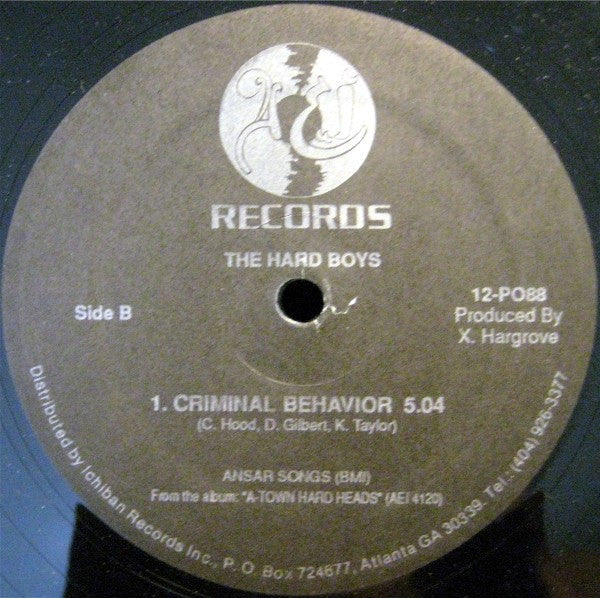 AEI
RECORDS
THE HARD BOYS
Side B
12-PO88
Produced By
X. Hargrove
1. CRIMINAL BEHAVIOR 5.04
(C. Hood, D. Gilbert, K. Taylor)
ANSAR SONGS (BMI)
From the album: "A-TOWN HARD HEADS" (AEI 4120)
Distributed by Ichiban Records Inc., P. O. Box 724677, Atlanta GA 30339. Tel.. (404) 926-3377